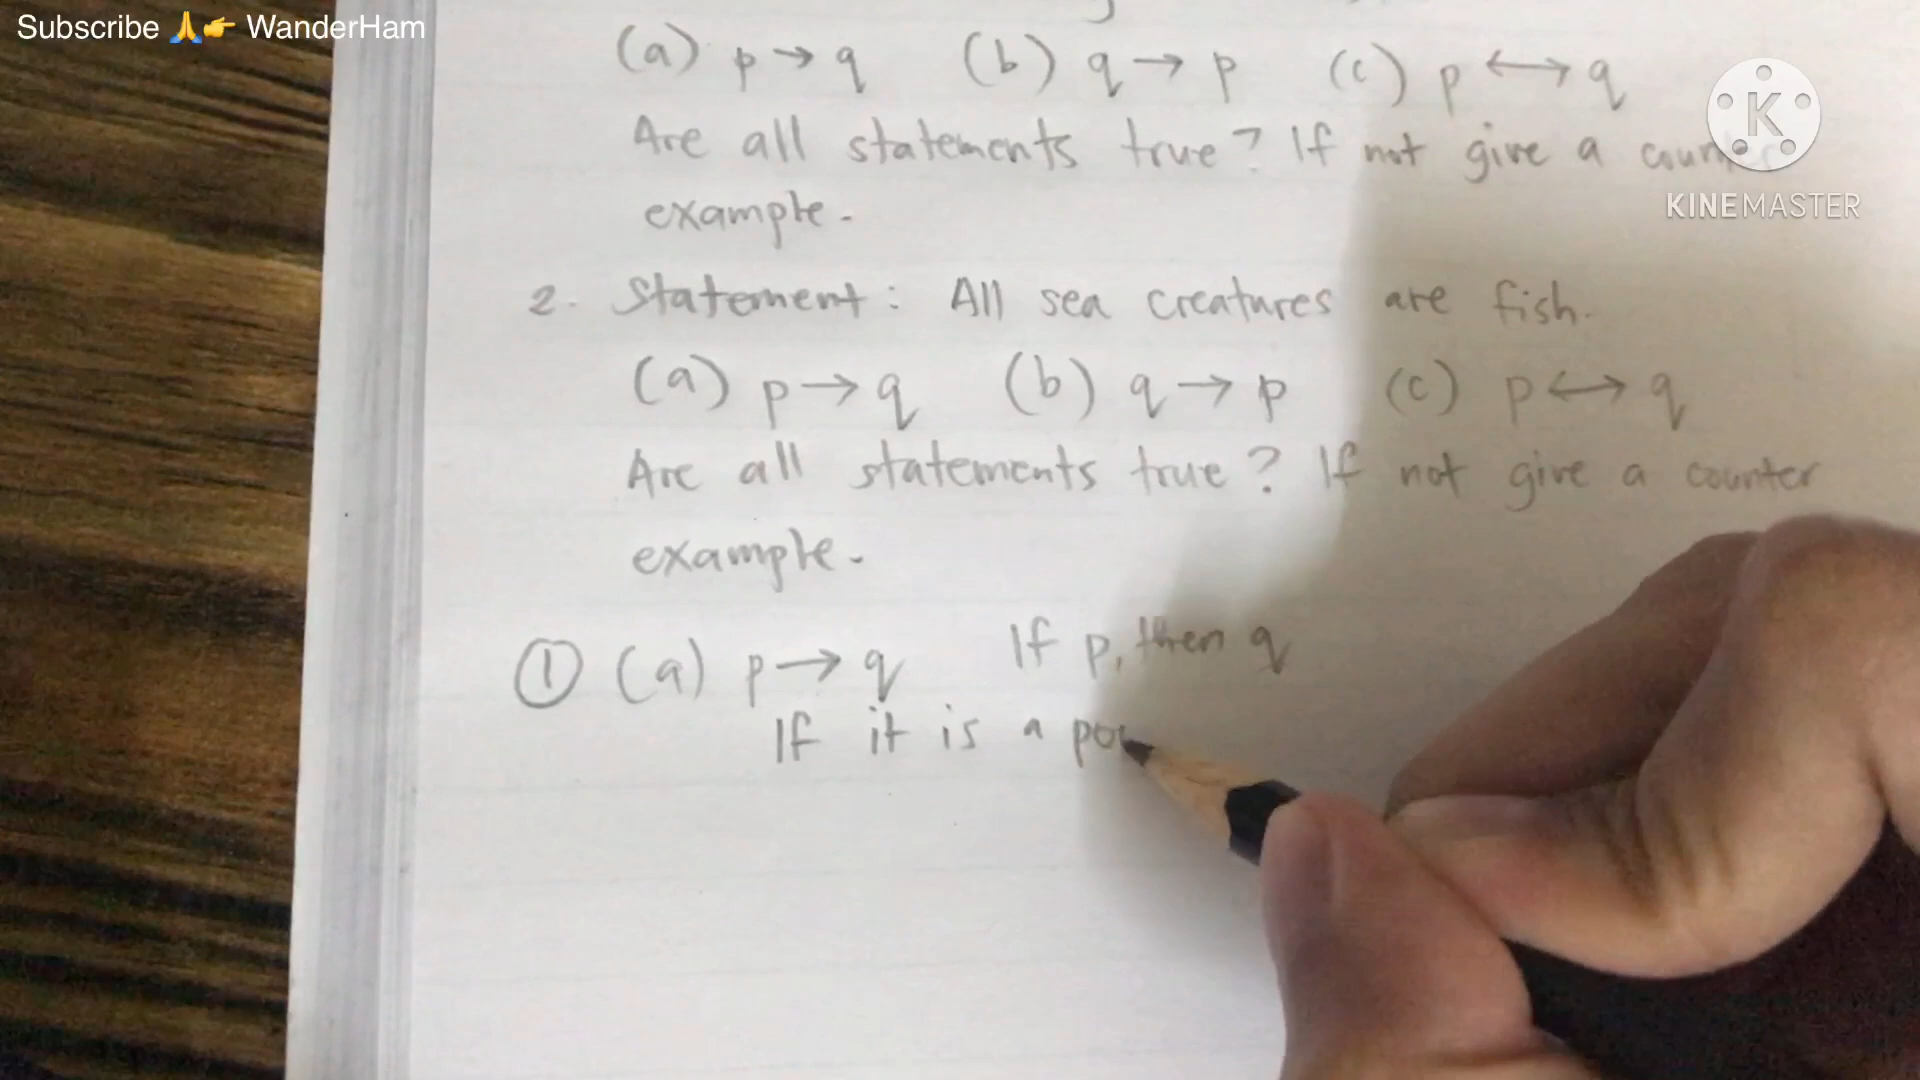 Subscribe 🙏👉 WanderHam
(a) p → q (b) q → p (c) p ↔ q
Are all statements true? If not give a counter
example.
K
KINEMASTER
2. Statement: All sea creatures are fish.
(a) p → q (b) q → p (c) p ↔ q
Are all statements true? If not give a counter
example.
① (a) p → q If p, then q
If it is a